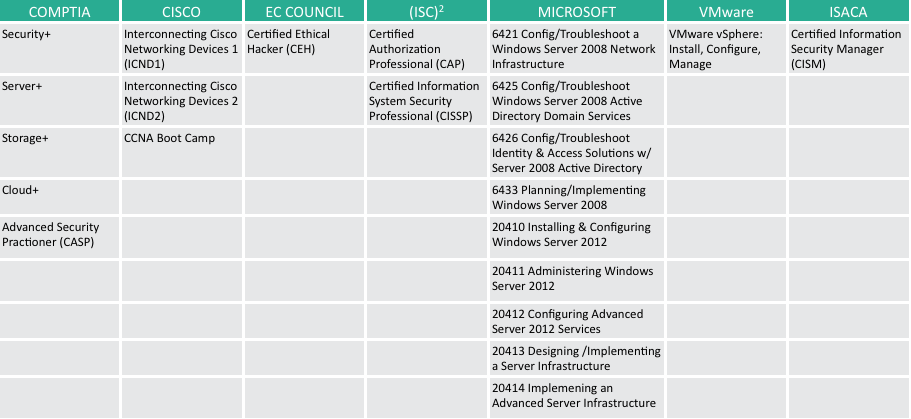 COMPTIA
CISCO
EC COUNCIL
(ISC)²
MICROSOFT
VMware
ISACA
Security+
Interconnecting Cisco
Networking Devices 1
(ICND1)
Certified Ethical
Hacker (CEH)
Certified
Authorization
Professional (CAP)
6421 Config/Troubleshoot a
Windows Server 2008 Network
Infrastructure
VMware vSphere:
Install, Configure,
Manage
Certified Information
Security Manager
(CISM)
Server+
Interconnecting Cisco
Networking Devices 2
(ICND2)
Certified Information
System Security
Professional (CISSP)
6425 Config/Troubleshoot
Windows Server 2008 Active
Directory Domain Services
Storage+
CCNA Boot Camp
6426 Config/Troubleshoot
Identity & Access Solutions w/
Server 2008 Active Directory
Cloud+
6433 Planning/Implementing
Windows Server 2008
Advanced Security
Practioner (CASP)
20410 Installing & Configuring
Windows Server 2012
20411 Administering Windows
Server 2012
20412 Configuring Advanced
Server 2012 Services
20413 Designing /Implementing
a Server Infrastructure
20414 Implemening an
Advanced Server Infrastructure